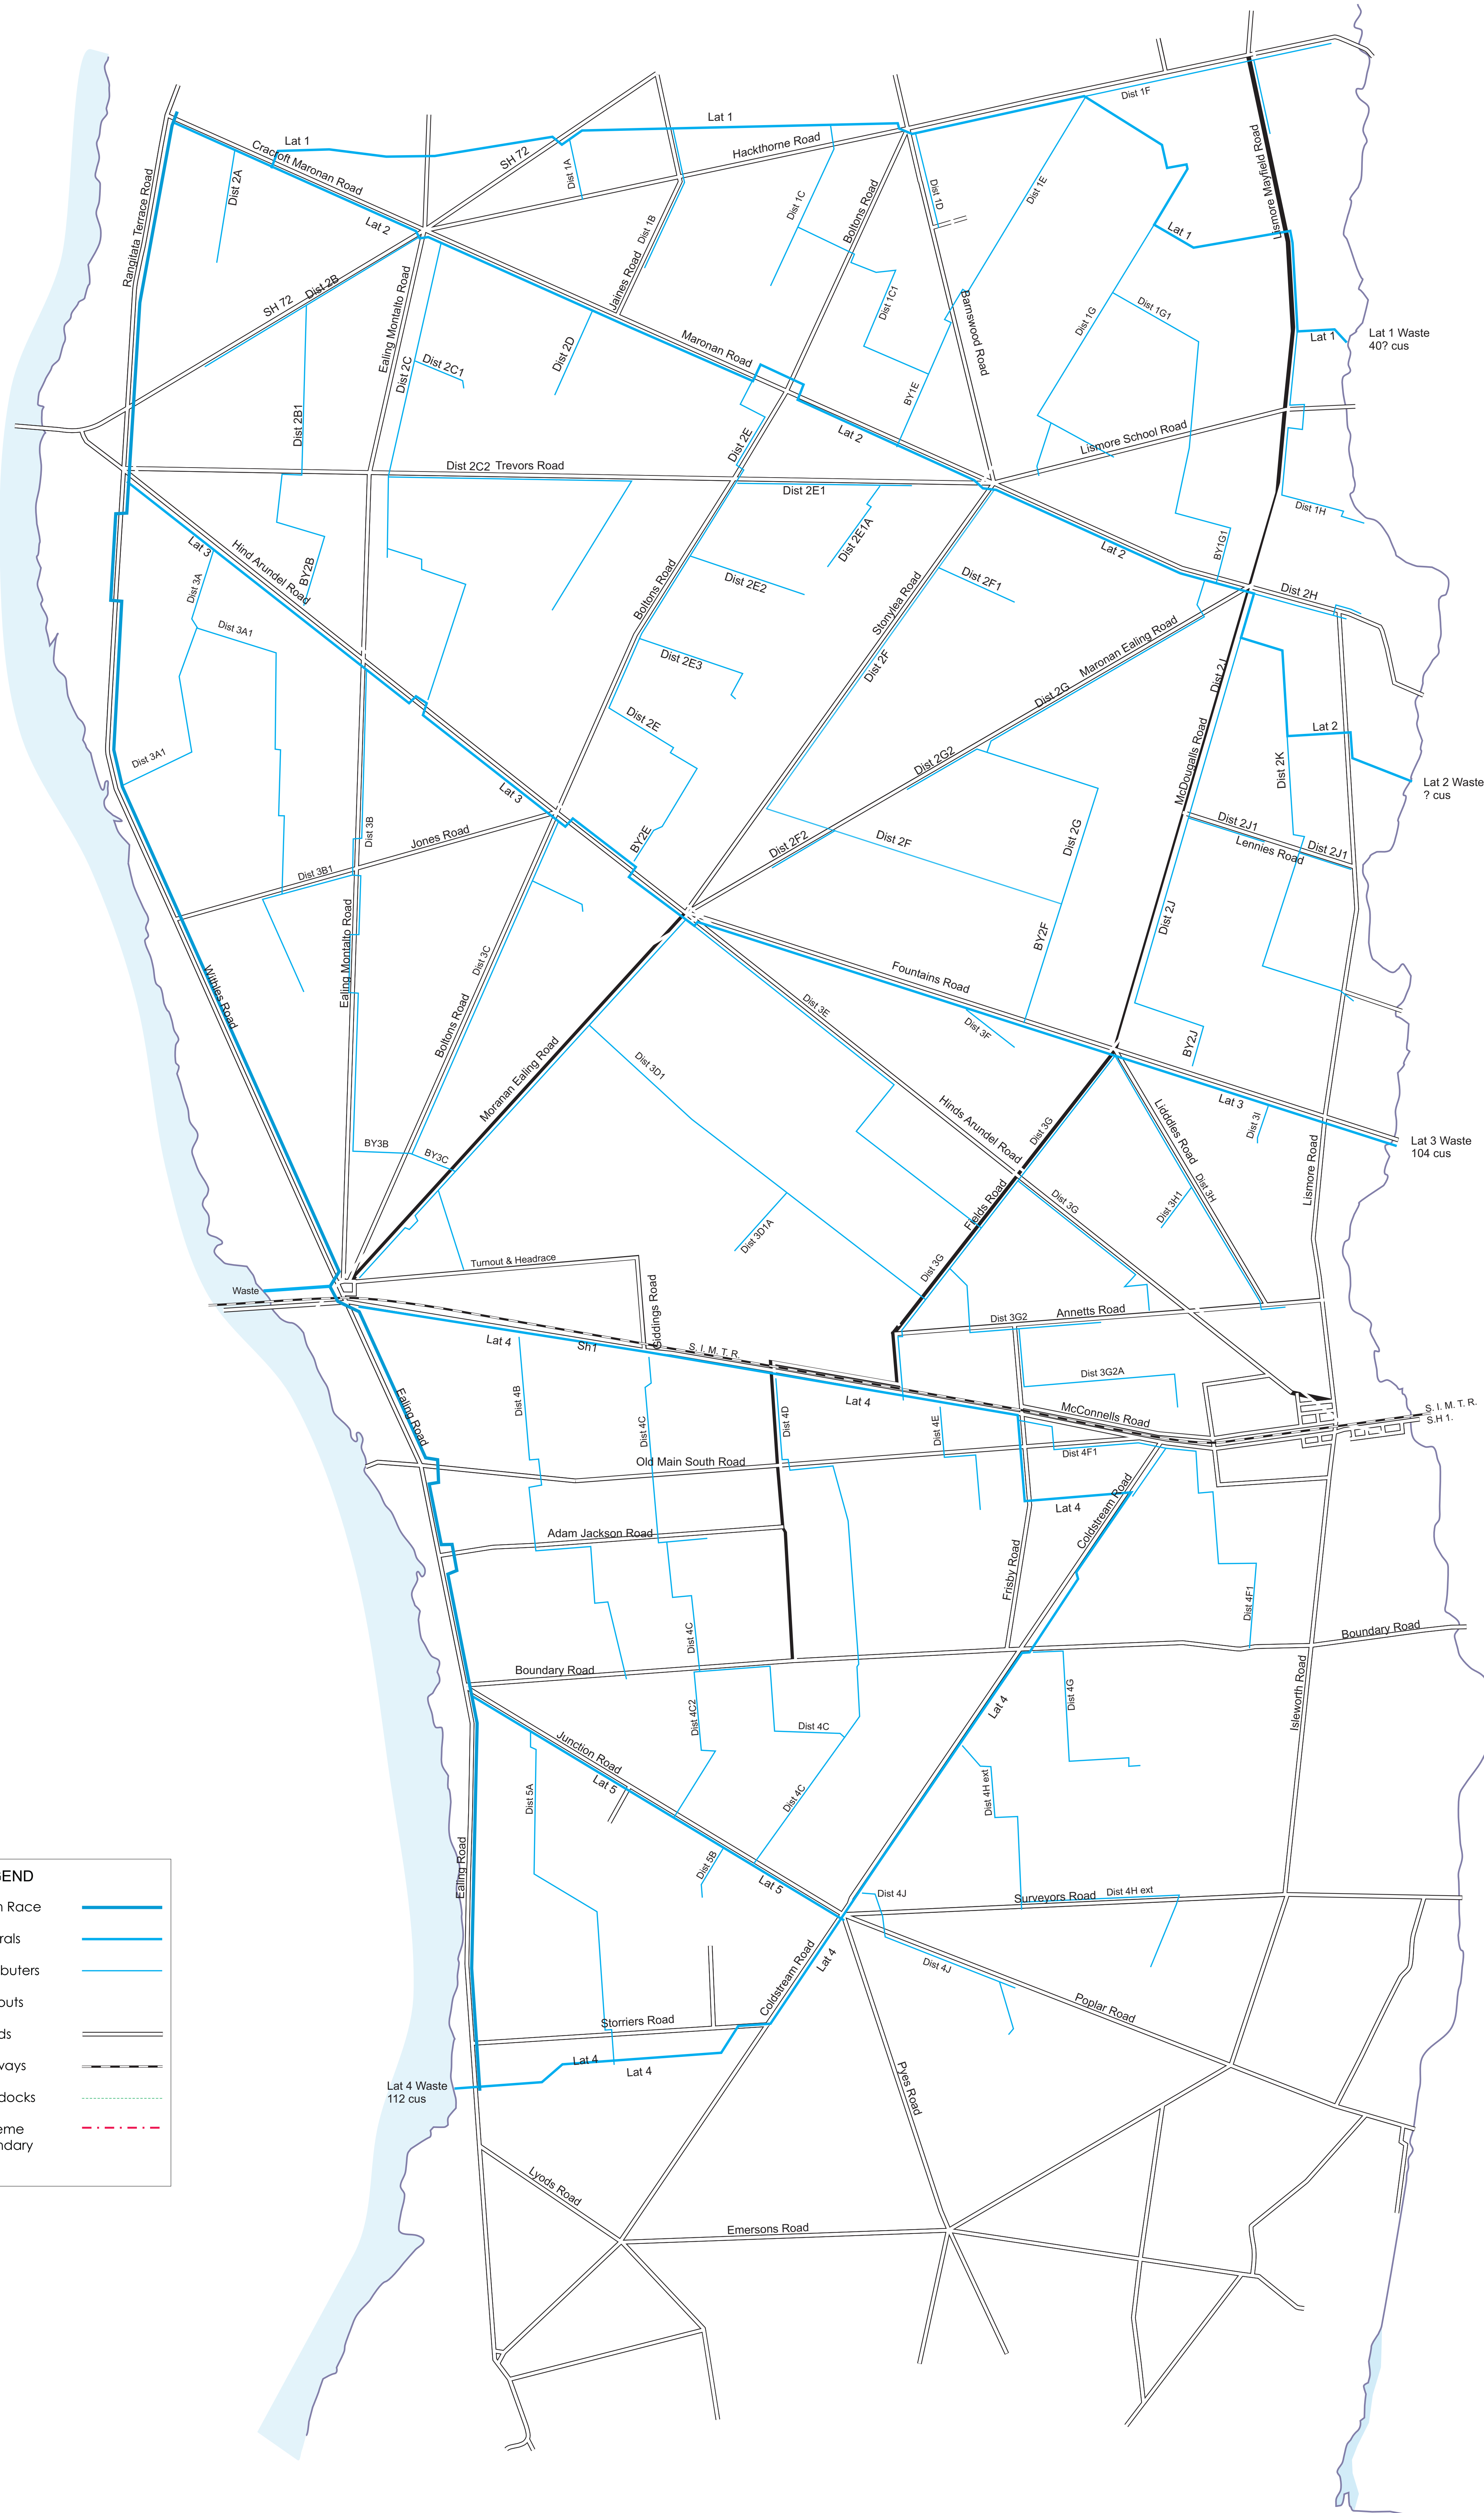 Dist 1F
Lat 1
Lat 1
Cracroft Maronan Road
SH 72
Hackthorne Road
Lismore Mayfield Road
Dist 2A
Dist 1A
Dist 1C
Boltons Road
Dist 1D
Dist 1E
Rangitata Terrace Road
Lat 2
Jaines Road
Dist 1B
Lat 1
SH 72
Dist 2B
Ealing Montalto Road
Dist 2C
Dist 1C1
Barnswood Road
Dist 1G
Dist 1G1
Lat 1
Lat 1 Waste
40? cus
Dist 2C1
Dist 2D
Maronan Road
BY1E
Dist 2B1
Dist 2E
Lat 2
Lismore School Road
Dist 2C2
Trevors Road
Dist 2E1
Dist 1H
Lat 3
Hind Arundel Road
BY2B
Dist 2E1A
Lat 2
BY1G1
Dist 3A
Boltons Road
Dist 2E2
Stonylea Road
Dist 2F1
Dist 2H
Dist 3A1
Dist 2E3
Dist 2F
Maronan Ealing Road
Dist 2G
Dist 2J
Dist 2E
Dist 3A1
Lat 3
Dist 2G2
McDougalls Road
Dist 2K
Lat 2
Lat 2 Waste
? cus
Dist 3B
Jones Road
BY2E
Dist 2F2
Dist 2F
Dist 2G
Dist 2J1
Lennies Road
Dist 2J1
Dist 3B1
Ealing Montalto Road
Dist 3C
BY2F
Dist 2J
Withles Road
Boltons Road
Fountains Road
Dist 3E
Dist 3F
BY2J
Moranan Ealing Road
Dist 3D1
Hinds Arundel Road
Dist 3G
Liddles Road
Lat 3
Dist 3I
Lat 3 Waste
104 cus
BY3B
BY3C
Lismore Road
Dist 3D1A
Fields Road
Dist 3G
Dist 3H1
Dist 3H
Turnout & Headrace
Dist 3G
Waste
Giddings Road
Dist 3G2
Annetts Road
Lat 4
Sh1
S. I. M. T. R.
Dist 3G2A
Ealing Road
Dist 4B
Dist 4C
Dist 4D
Lat 4
Dist 4E
McConnells Road
S. I. M. T. R.
S.H 1.
Old Main South Road
Dist 4F1
Lat 4
Coldstream Road
Adam Jackson Road
Frisby Road
Dist 4F1
Dist 4C
Boundary Road
Boundary Road
Dist 4C2
Dist 4C
Lat 4
Dist 4G
Isleworth Road
Junction Road
Lat 5
Dist 5A
Dist 4C
Dist 4H ext
Ealing Road
Dist 5B
Lat 5
Dist 4J
Surveyors Road
Dist 4H ext
Coldstream Road
Lat 4
Dist 4J
Poplar Road
Storriers Road
Lat 4
Lat 4
Lat 4 Waste
112 cus
Pyes Road
Lyods Road
Emersons Road
GEND
Race
rals
buters
outs
ds
ways
docks
eme
ndary